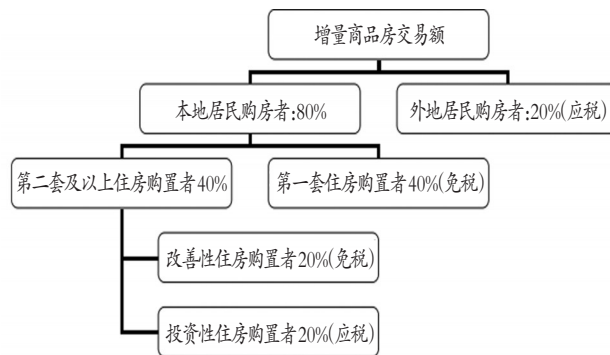 增量商品房交易额
本地居民购房者:80%
外地居民购房者:20%(应税)
第二套及以上住房购置者40%
第一套住房购置者40%(免税)
改善性住房购置者20%(免税)
投资性住房购置者20%(应税)